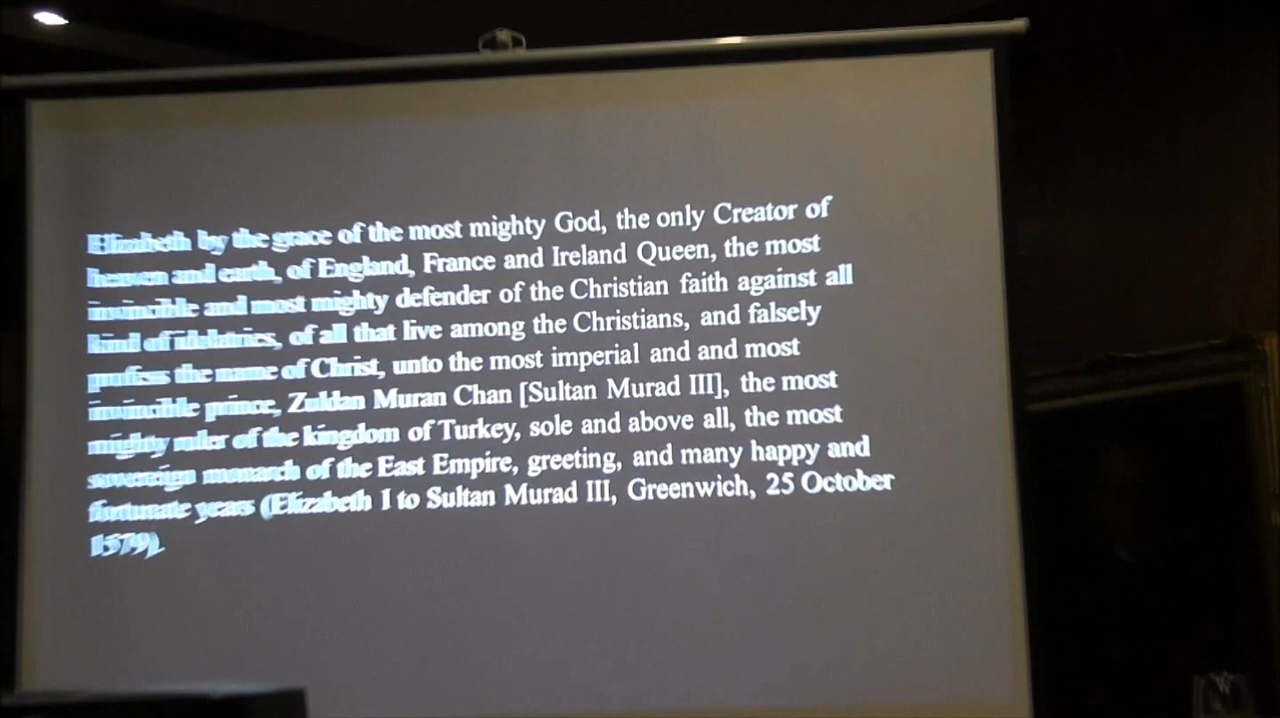 Elizabeth by the grace of the most mighty God, the only Creator of
heaven and earth, of England, France and Ireland Queen, the most
invincible and most mighty defender of the Christian faith against all
kind of idolatries, of all that live among the Christians, and falsely
profess the name of Christ, unto the most imperial and and most
invincible prince, Zuldan Muran Chan [Sultan Murad III], the most
mighty ruler of the kingdom of Turkey, sole and above all, the most
sovereign monarch of the East Empire, greeting, and many happy and
fortunate years (Elizabeth I to Sultan Murad III, Greenwich, 25 October
1579).